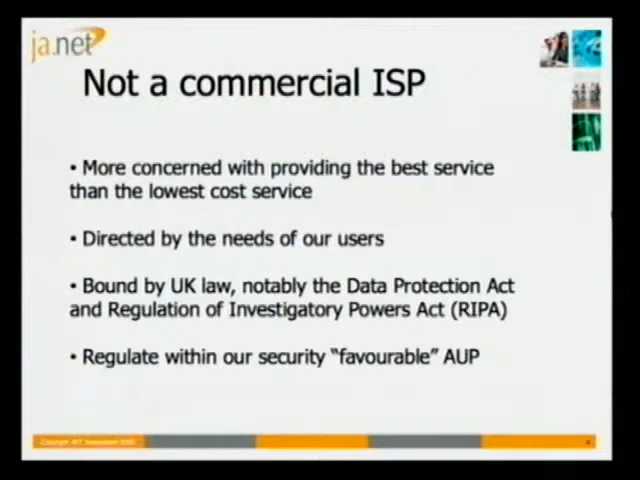 ja.net
Not a commercial ISP
• More concerned with providing the best service
than the lowest cost service
• Directed by the needs of our users
• Bound by UK law, notably the Data Protection Act
and Regulation of Investigatory Powers Act (RIPA)
• Regulate within our security “favourable” AUP
Copyright